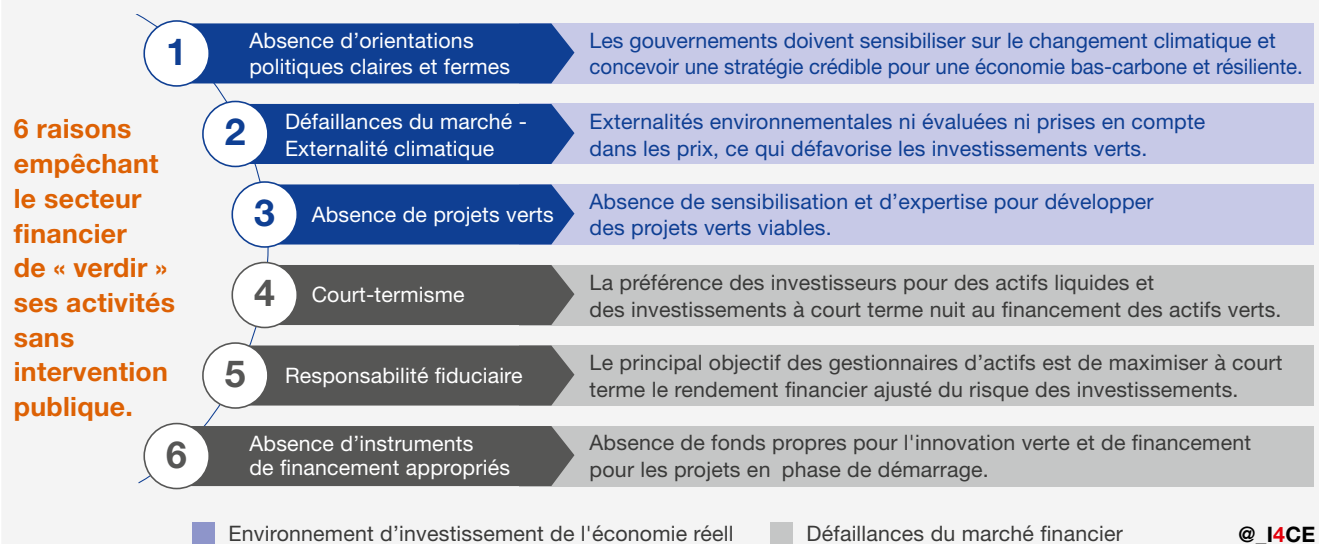 6 raisons
empêchant
le secteur
financier
de « verdir »
ses activités
sans
intervention
publique.
1
Absence d'orientations
politiques claires et fermes
Les gouvernements doivent sensibiliser sur le changement climatique et
concevoir une stratégie crédible pour une économie bas-carbone et résiliente.
2
Défaillances du marché -
Externalité climatique
Externalités environnementales ni évaluées ni prises en compte
dans les prix, ce qui défavorise les investissements verts.
3
Absence de projets verts
Absence de sensibilisation et d'expertise pour développer
des projets verts viables.
4
Court-termisme
La préférence des investisseurs pour des actifs liquides et
des investissements à court terme nuit au financement des actifs verts.
5
Responsabilité fiduciaire
Le principal objectif des gestionnaires d'actifs est de maximiser à court
terme le rendement financier ajusté du risque des investissements.
6
Absence d'instruments
de financement appropriés
Absence de fonds propres pour l'innovation verte et de financement
pour les projets en phase de démarrage.
Environnement d'investissement de l'économie réell
Défaillances du marché financier
@_I4CE